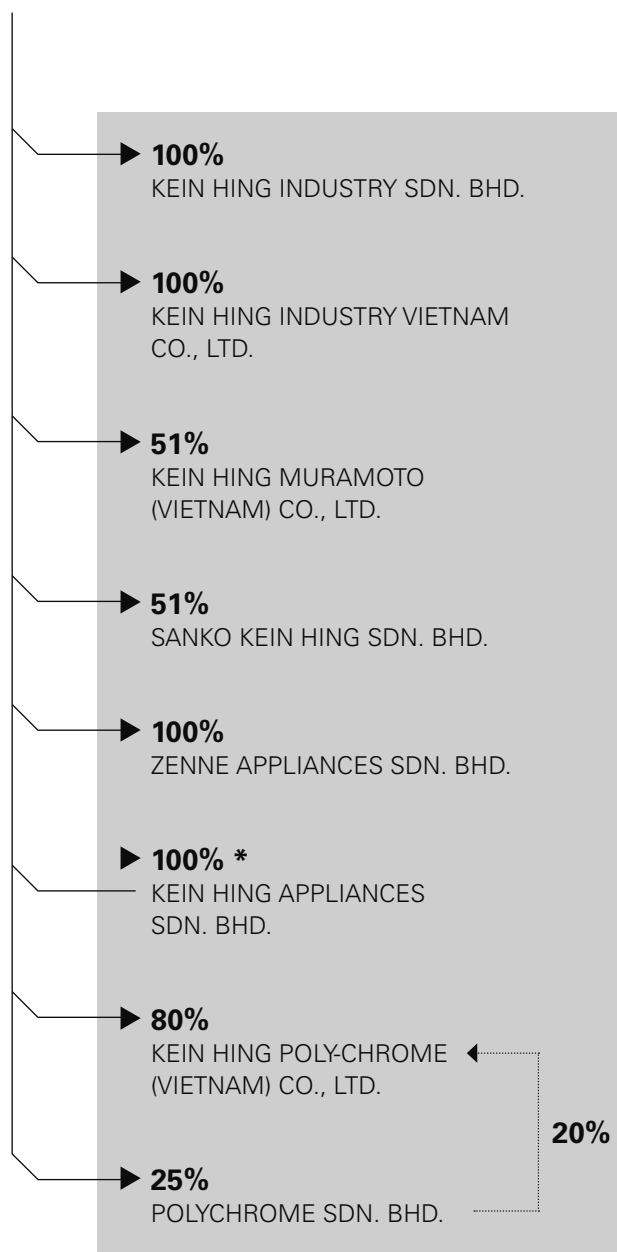 100%
KEIN HING INDUSTRY SDN. BHD.
100%
KEIN HING INDUSTRY VIETNAM
CO., LTD.
51%
KEIN HING MURAMOTO
(VIETNAM) CO., LTD.
51%
SANKO KEIN HING SDN. BHD.
100%
ZENNE APPLIANCES SDN. BHD.
100% *
KEIN HING APPLIANCES
SDN. BHD.
80%
KEIN HING POLY-CHROME
(VIETNAM) CO., LTD.
20%
25%
POLYCHROME SDN. BHD.